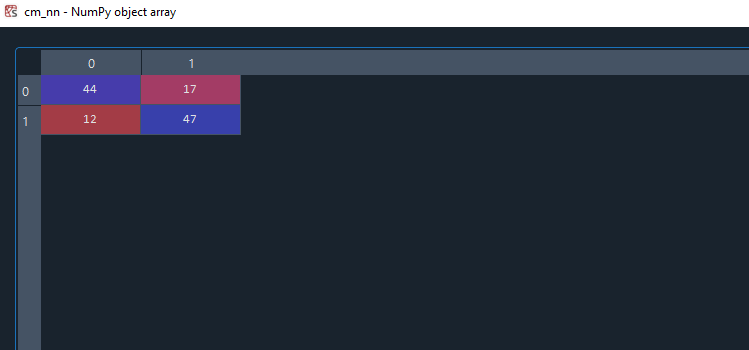 cm_nn - NumPy object array
0 1
0 44 17
1 12 47